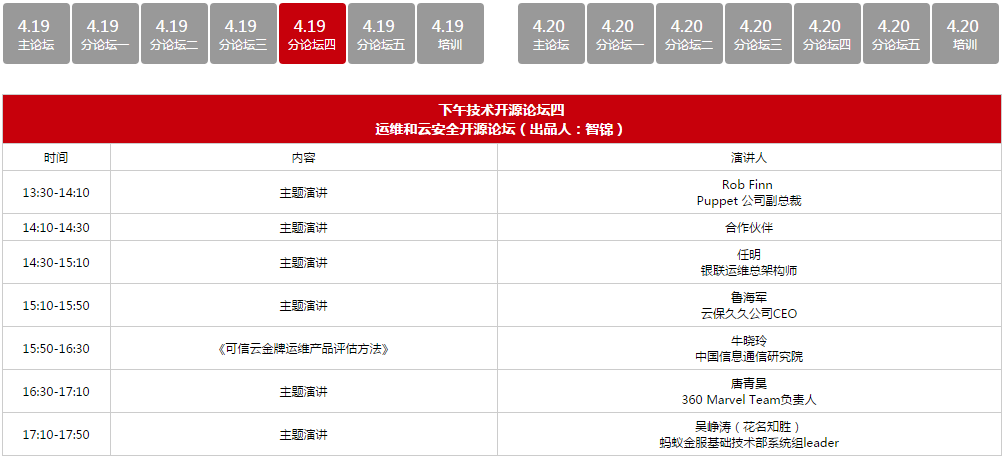 4.19 4.19 4.19 4.19 4.19 4.19 4.19 4.20 4.20 4.20 4.20 4.20 4.20 4.20
主论坛 分论坛一 分论坛二 分论坛三 分论坛四 分论坛五 培训 主论坛 分论坛一 分论坛二 分论坛三 分论坛四 分论坛五 培训
下午技术开源论坛四
运维和云安全开源论坛（出品人：智锦）
时间 内容 演讲人
13:30-14:10 主题演讲 Rob Finn
Puppet 公司副总裁
14:10-14:30 主题演讲 合作伙伴
14:30-15:10 主题演讲 任明
银联运维总架构师
15:10-15:50 主题演讲 鲁海军
云保久久公司CEO
15:50-16:30 《可信云金牌运维产品评估方法》 牛晓玲
中国信息通信研究院
16:30-17:10 主题演讲 唐青昊
360 Marvel Team负责人
17:10-17:50 主题演讲 吴峥涛（花名知胜）
蚂蚁金服基础技术部系统组leader